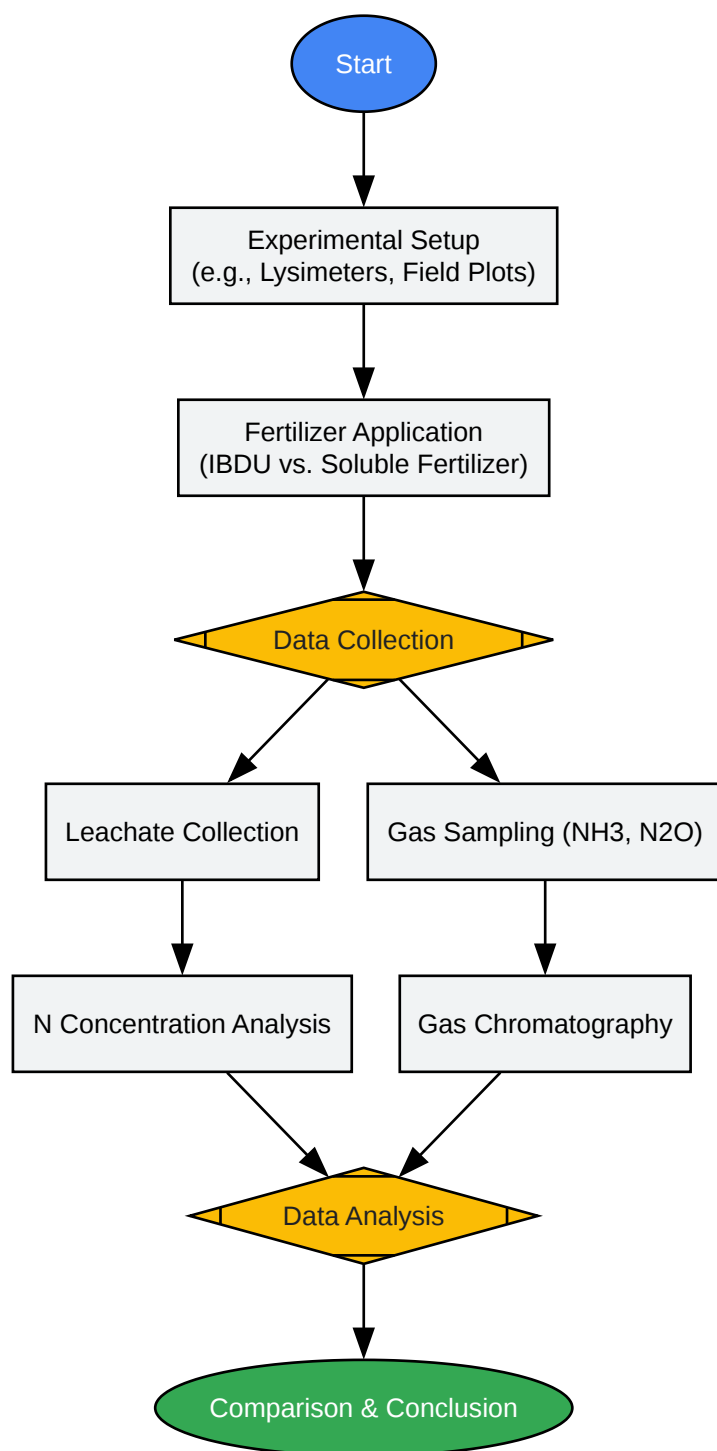 Start
Experimental Setup
(e.g., Lysimeters, Field Plots)
Fertilizer Application
(IBDU vs. Soluble Fertilizer)
Data Collection
Leachate Collection
Gas Sampling (NH3, N2O)
N Concentration Analysis
Gas Chromatography
Data Analysis
Comparison & Conclusion